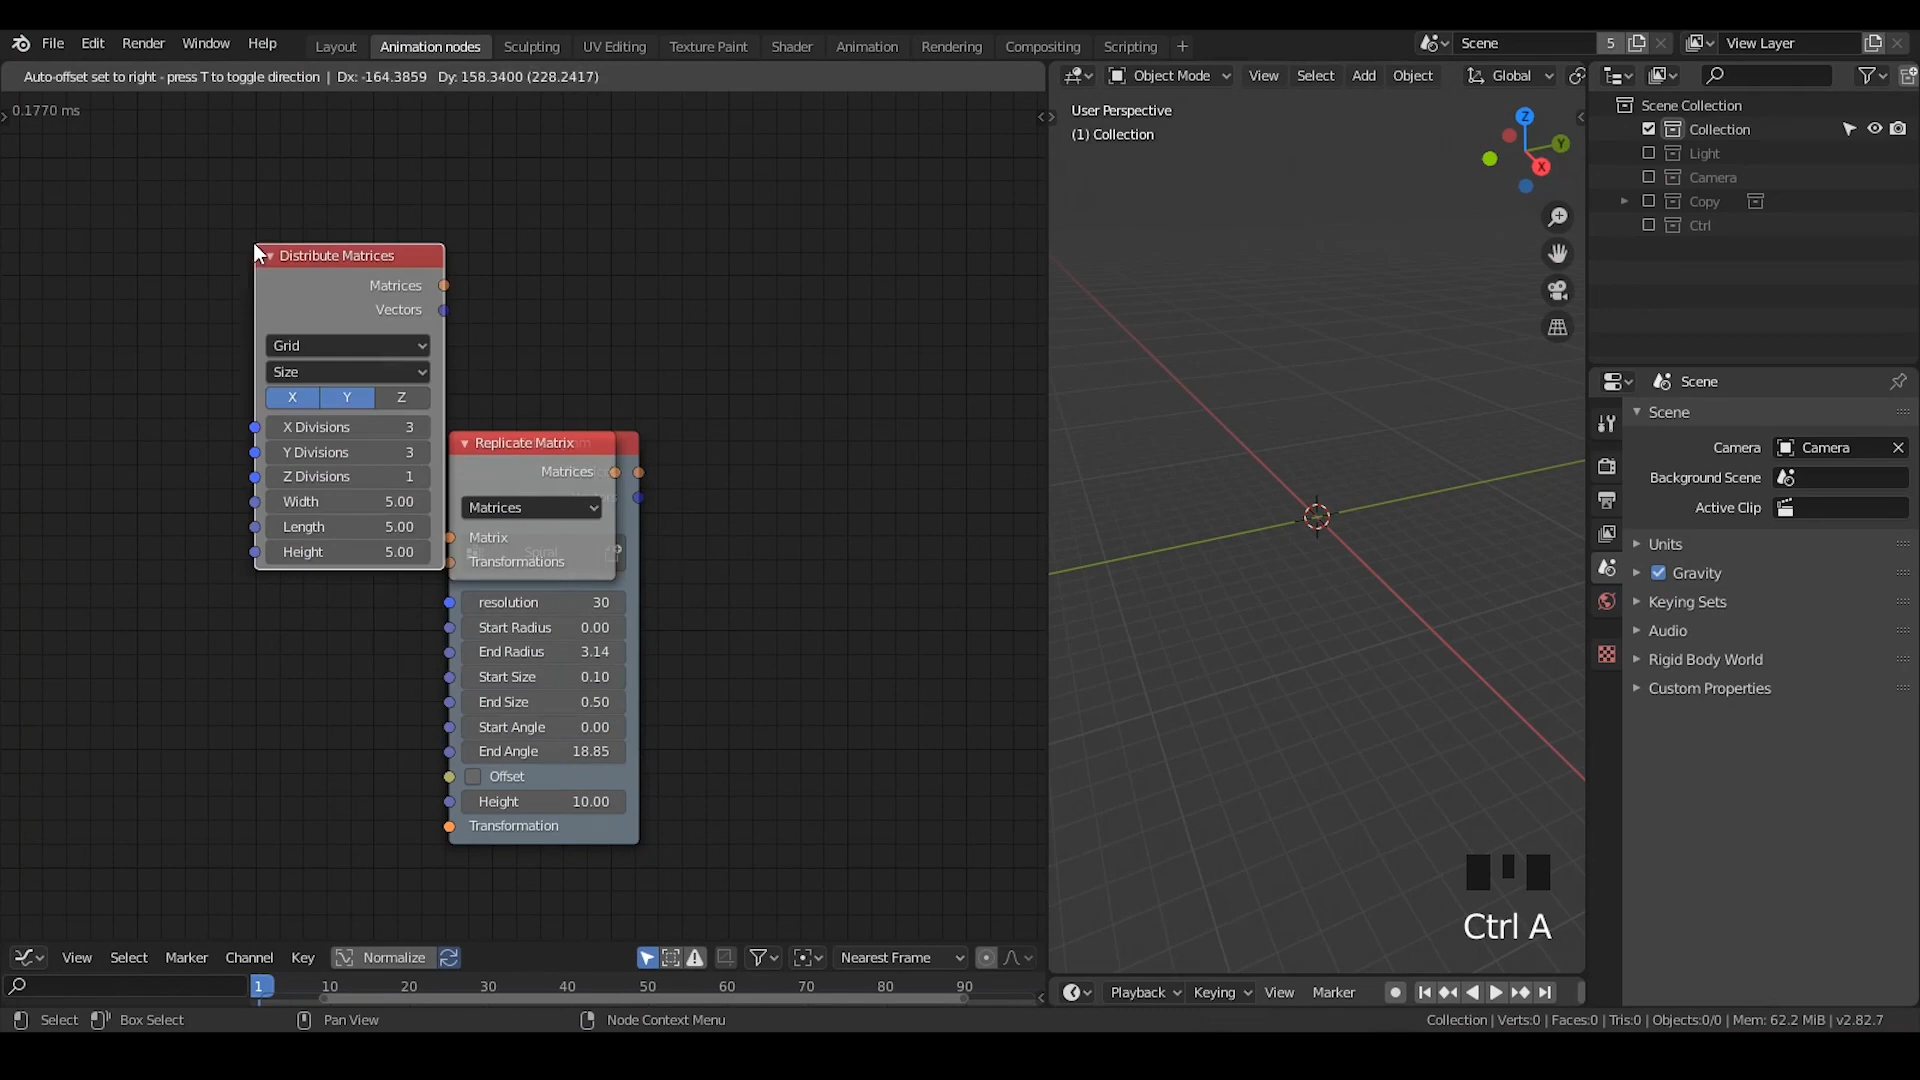 File Edit Render Window Help Layout Animation nodes Sculpting UV Editing Texture Paint Shader Animation Rendering Compositing Scripting Scene 5 View Layer
Auto-offset set to right - press T to toggle direction | Dx: -164.3859 Dy: 158.3400 (228.2417)
Object Mode View Select Add Object Global
0.1770 ms
User Perspective
(1) Collection
Z
Y
X
Scene Collection
Collection
Light
Camera
Copy
Ctrl
Distribute Matrices
Matrices
Vectors
Grid
Size
X Y Z
X Divisions 3
Y Divisions 3
Z Divisions 1
Width 5.00
Length 5.00
Height 5.00
Replicate Matrix
Matrices
Matrices
Matrix
Spiral
Transformations
resolution 30
Start Radius 0.00
End Radius 3.14
Start Size 0.10
End Size 0.50
Start Angle 0.00
End Angle 18.85
Offset
Height 10.00
Transformation
Scene
Scene
Camera Camera
Background Scene
Active Clip
Units
Gravity
Keying Sets
Audio
Rigid Body World
Custom Properties
Ctrl A
View Select Marker Channel Key Normalize Nearest Frame
1 10 20 30 40 50 60 70 80 90
Playback Keying View Marker
Select Box Select Pan View Node Context Menu
Collection | Verts:0 | Faces:0 | Tris:0 | Objects:0/0 | Mem: 62.2 MiB | v2.82.7